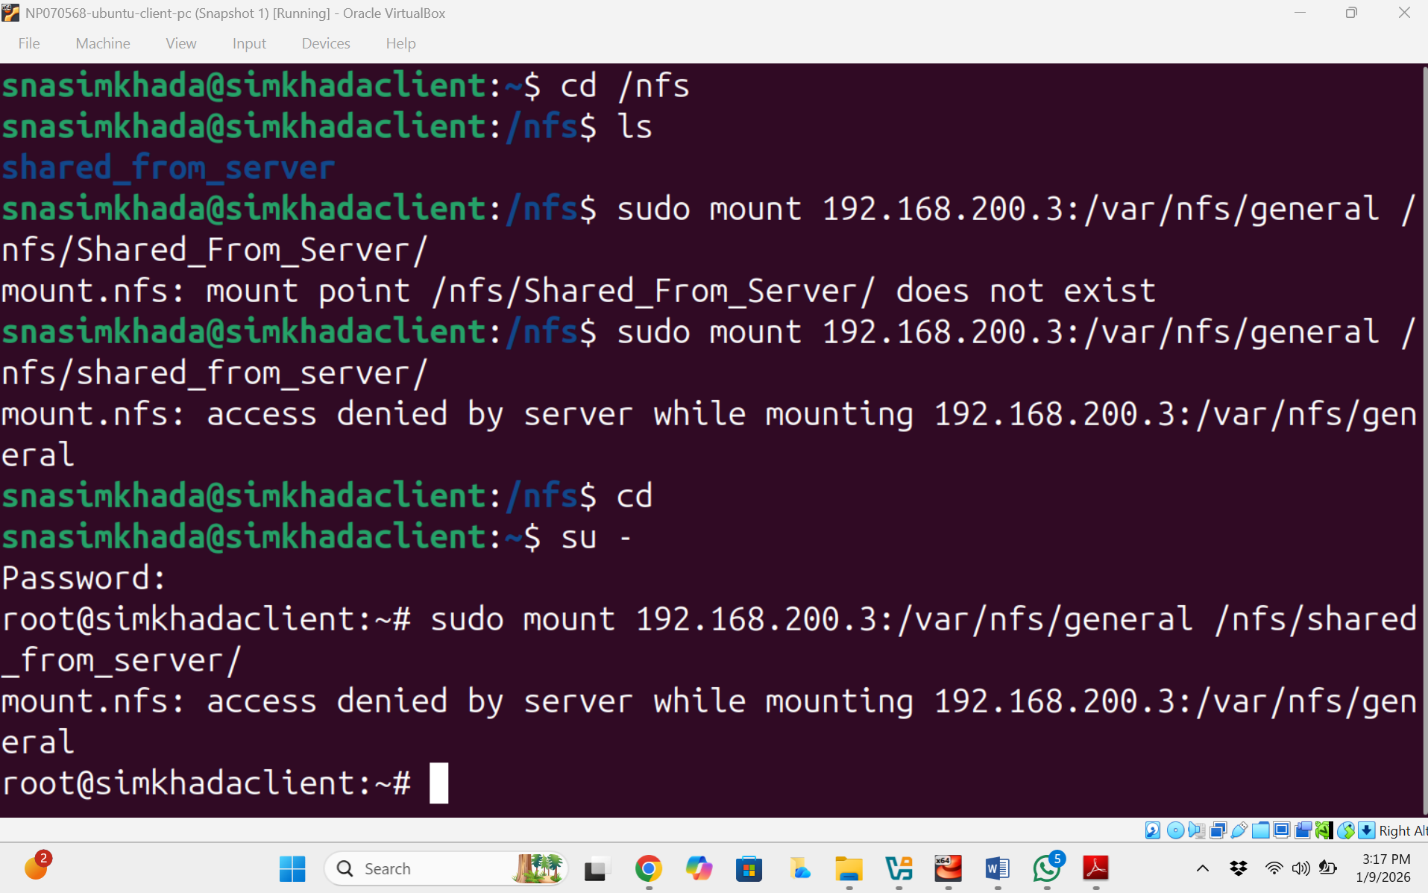 NP070568-ubuntu-client-pc (Snapshot 1) [Running] - Oracle VirtualBox
File Machine View Input Devices Help
snasimkhada@simkhadaclient:~$ cd /nfs
snasimkhada@simkhadaclient:/nfs$ ls
shared_from_server
snasimkhada@simkhadaclient:/nfs$ sudo mount 192.168.200.3:/var/nfs/general /
nfs/Shared_From_Server/
mount.nfs: mount point /nfs/Shared_From_Server/ does not exist
snasimkhada@simkhadaclient:/nfs$ sudo mount 192.168.200.3:/var/nfs/general /
nfs/shared_from_server/
mount.nfs: access denied by server while mounting 192.168.200.3:/var/nfs/gen
eral
snasimkhada@simkhadaclient:/nfs$ cd
snasimkhada@simkhadaclient:~$ su -
Password:
root@simkhadaclient:~# sudo mount 192.168.200.3:/var/nfs/general /nfs/shared
_from_server/
mount.nfs: access denied by server while mounting 192.168.200.3:/var/nfs/gen
eral
root@simkhadaclient:~#
Right Alt
2
Search
x64
5
3:17 PM
1/9/2026